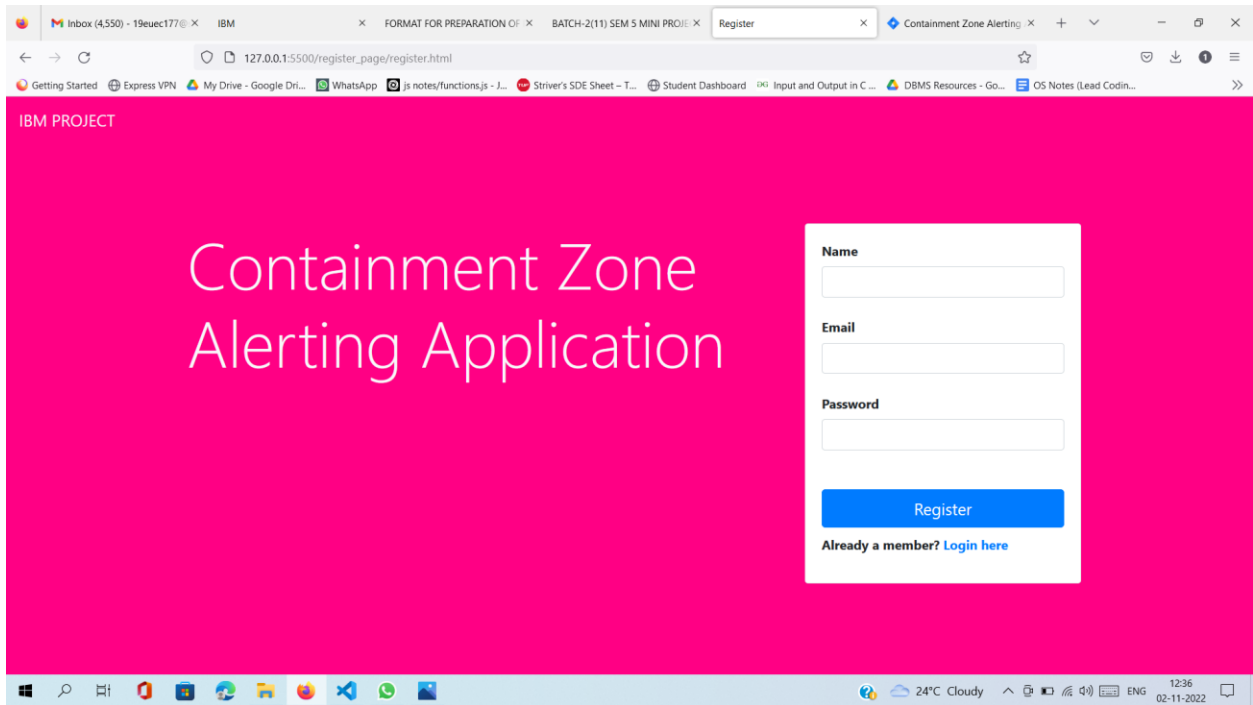 Inbox (4,550) - 19euec177@
IBM
FORMAT FOR PREPARATION OF
BATCH-2(11) SEM 5 MINI PROJE
Register
Containment Zone Alerting
127.0.0.1:5500/register_page/register.html
1
Getting Started
Express VPN
My Drive - Google Dri...
WhatsApp
js notes/functions.js - J...
Striver's SDE Sheet – T...
Student Dashboard
Input and Output in C ...
DBMS Resources - Go...
OS Notes (Lead Codin...
IBM PROJECT
Containment Zone
Alerting Application
Name
Email
Password
Register
Already a member? Login here
24°C Cloudy
ENG
12:36
02-11-2022